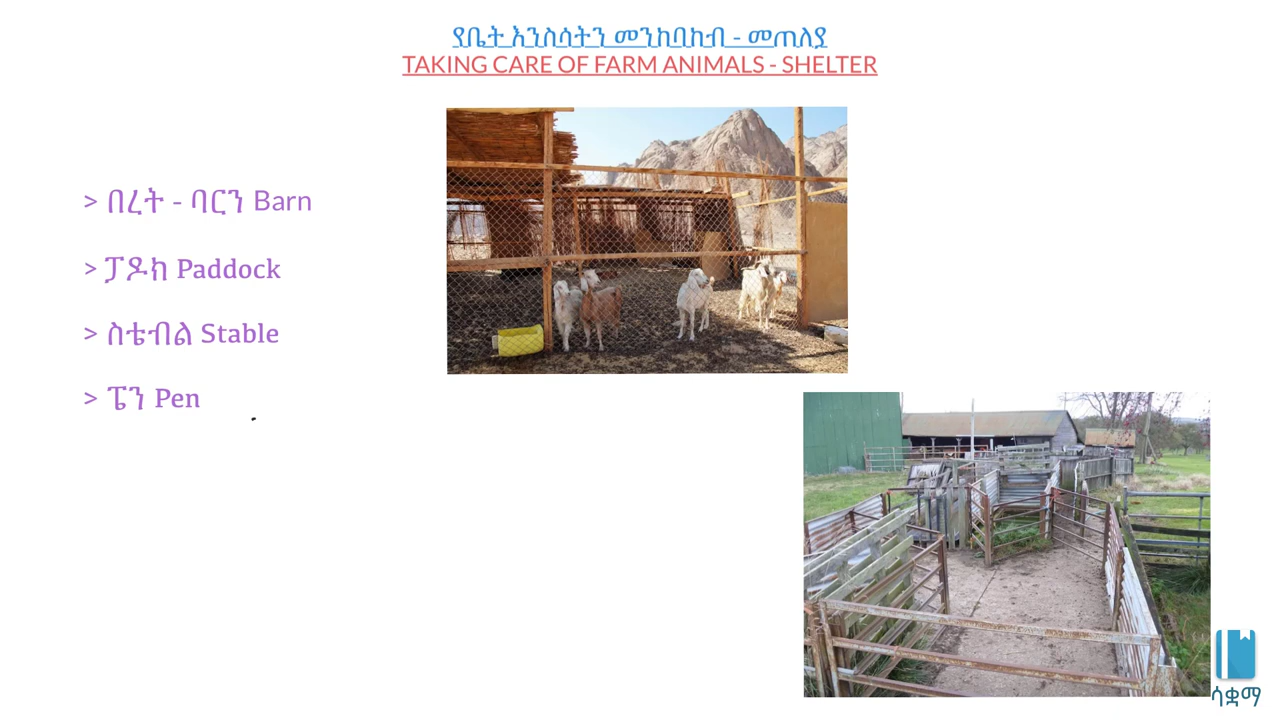 የቤት እንስሳትን መንከባከብ - መጠለያ
TAKING CARE OF FARM ANIMALS - SHELTER
> በረት - ባርን Barn
> ፓዶክ Paddock
> ስቴብል Stable
> ፔን Pen
ሳቋማ